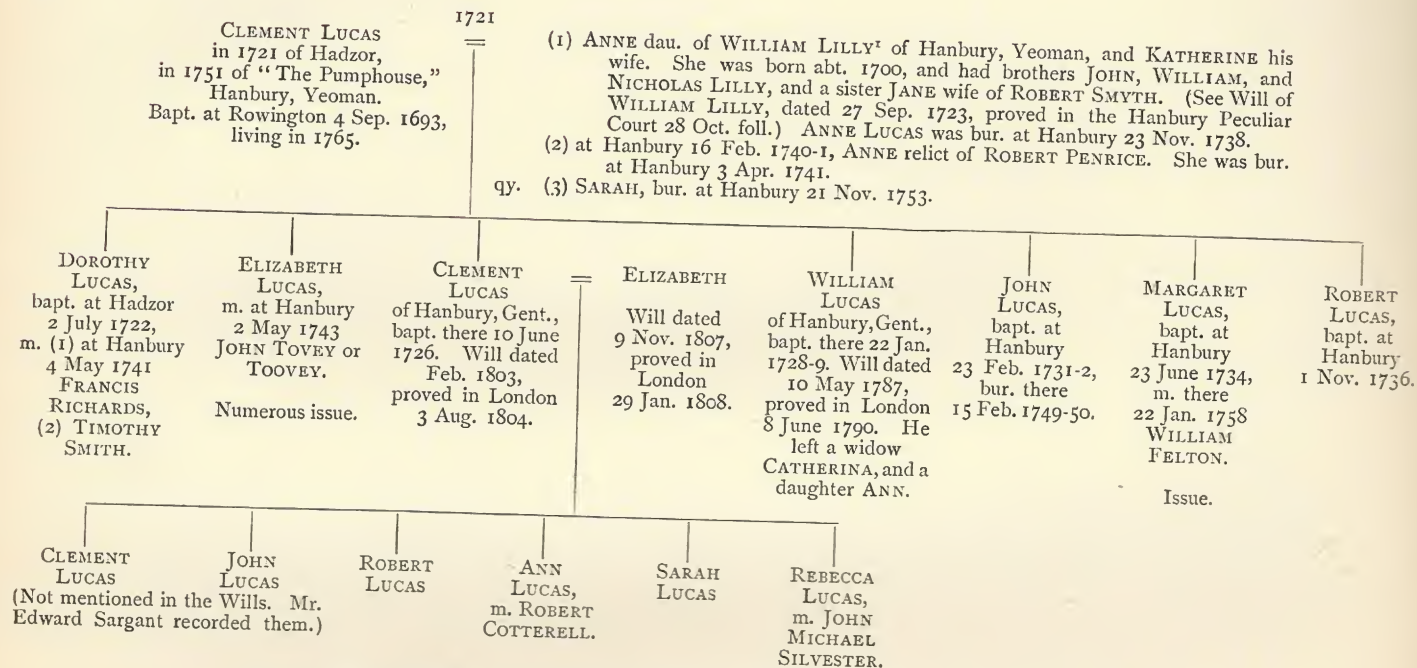 1721
CLEMENT LUCAS
in 1721 of Hadzor,
in 1751 of "The Pumphouse,"
Hanbury, Yeoman.
Bapt. at Rowington 4 Sep. 1693,
living in 1765.
=
(1) ANNE dau. of WILLIAM LILLY¹ of Hanbury, Yeoman, and KATHERINE his
wife. She was born abt. 1700, and had brothers JOHN, WILLIAM, and
NICHOLAS LILLY, and a sister JANE wife of ROBERT SMYTH. (See Will of
WILLIAM LILLY, dated 27 Sep. 1723, proved in the Hanbury Peculiar
Court 28 Oct. foll.) ANNE LUCAS was bur. at Hanbury 23 Nov. 1738.
(2) at Hanbury 16 Feb. 1740-1, ANNE relict of ROBERT PENRICE. She was bur.
at Hanbury 3 Apr. 1741.
qy. (3) SARAH, bur. at Hanbury 21 Nov. 1753.
DOROTHY
LUCAS,
bapt. at Hadzor
2 July 1722,
m. (1) at Hanbury
4 May 1741
FRANCIS
RICHARDS,
(2) TIMOTHY
SMITH.
ELIZABETH
LUCAS,
m. at Hanbury
2 May 1743
JOHN TOVEY or
TOOVEY.
Numerous issue.
CLEMENT
LUCAS
of Hanbury, Gent.,
bapt. there 10 June
1726. Will dated
Feb. 1803,
proved in London
3 Aug. 1804.
=
ELIZABETH
Will dated
9 Nov. 1807,
proved in
London
29 Jan. 1808.
WILLIAM
LUCAS
of Hanbury, Gent.,
bapt. there 22 Jan.
1728-9. Will dated
10 May 1787,
proved in London
8 June 1790. He
left a widow
CATHERINA, and a
daughter ANN.
JOHN
LUCAS,
bapt. at
Hanbury
23 Feb. 1731-2,
bur. there
15 Feb. 1749-50.
MARGARET
LUCAS,
bapt. at
Hanbury
23 June 1734,
m. there
22 Jan. 1758
WILLIAM
FELTON.
Issue.
ROBERT
LUCAS,
bapt. at
Hanbury
1 Nov. 1736.
CLEMENT
LUCAS
JOHN
LUCAS
(Not mentioned in the Wills. Mr.
Edward Sargant recorded them.)
ROBERT
LUCAS
ANN
LUCAS,
m. ROBERT
COTTERELL.
SARAH
LUCAS
REBECCA
LUCAS,
m. JOHN
MICHAEL
SILVESTER.